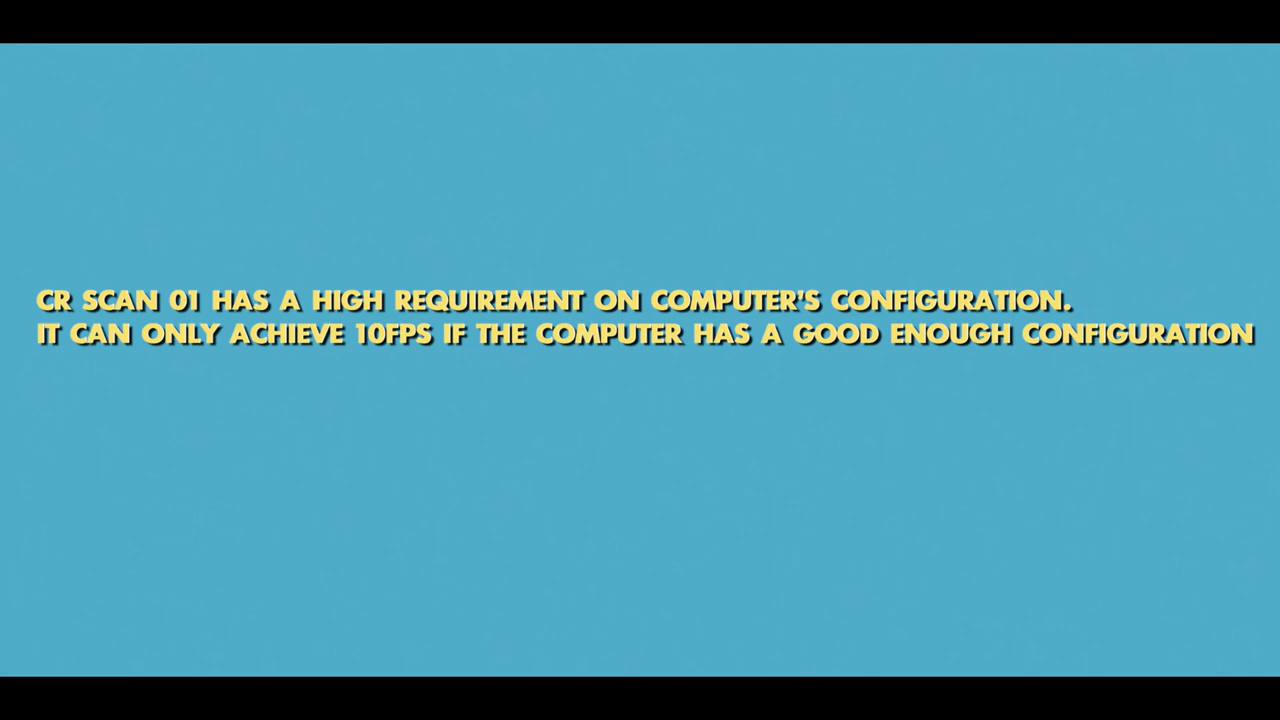 CR SCAN 01 HAS A HIGH REQUIREMENT ON COMPUTER'S CONFIGURATION.
IT CAN ONLY ACHIEVE 10FPS IF THE COMPUTER HAS A GOOD ENOUGH CONFIGURATION